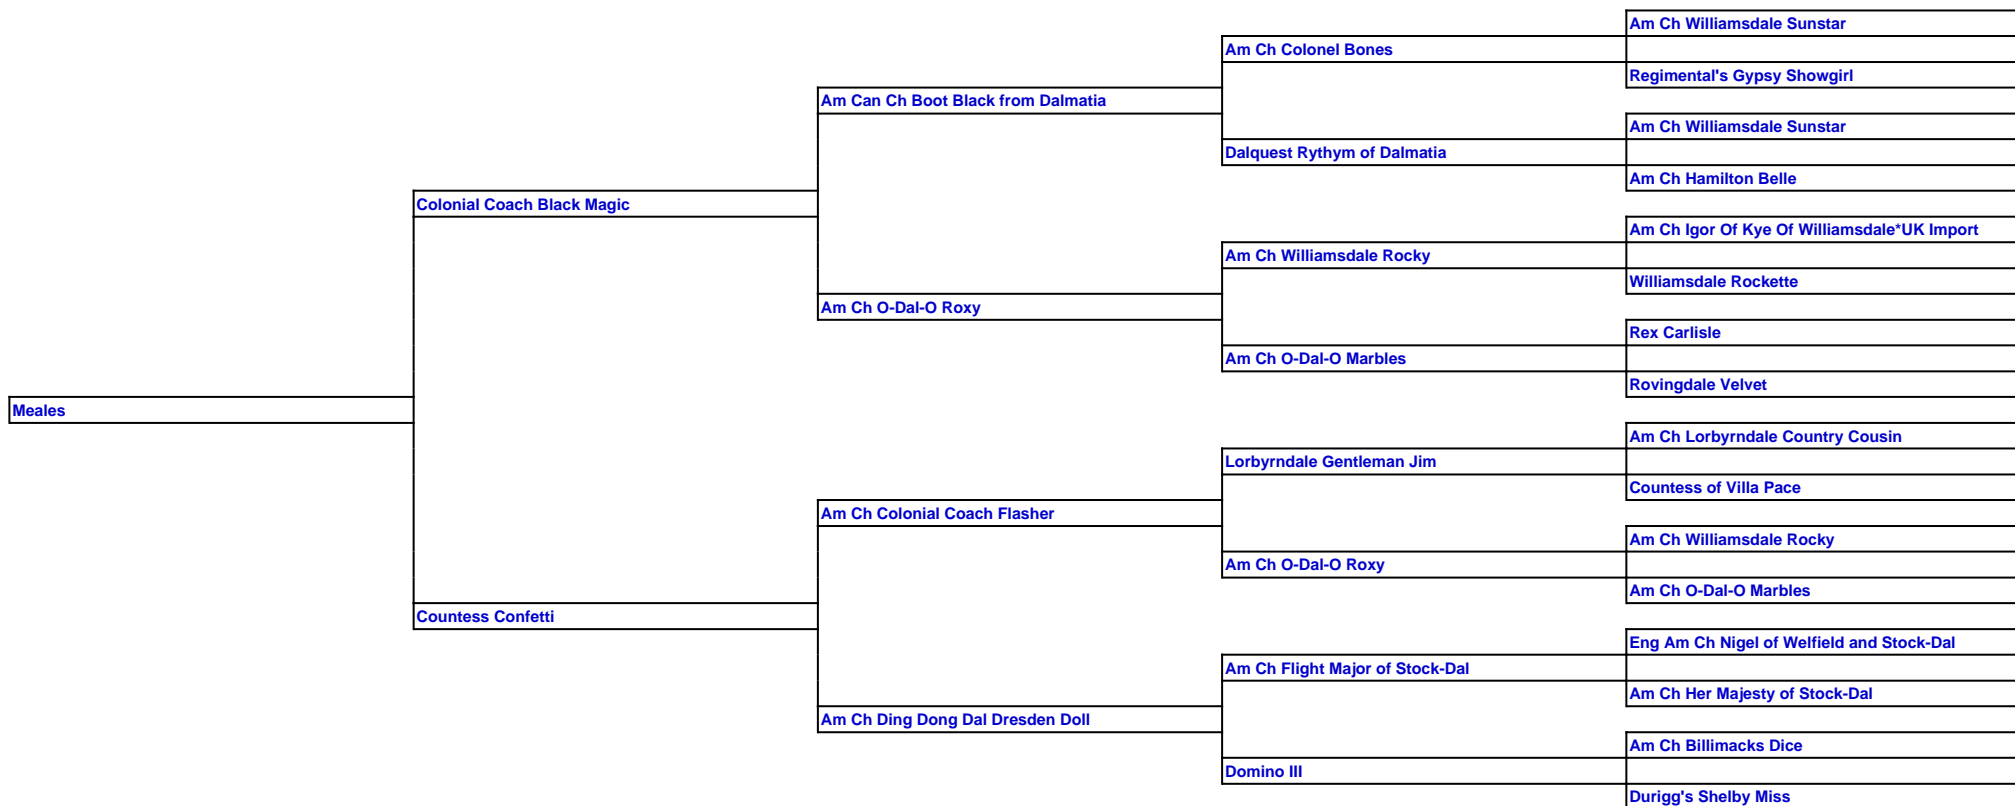 Am Ch Williamsdale Sunstar
Am Ch Colonel Bones
Regimental's Gypsy Showgirl
Am Can Ch Boot Black from Dalmatia
Am Ch Williamsdale Sunstar
Dalquest Rythym of Dalmatia
Am Ch Hamilton Belle
Colonial Coach Black Magic
Am Ch Igor Of Kye Of Williamsdale*UK Import
Am Ch Williamsdale Rocky
Williamsdale Rockette
Am Ch O-Dal-O Roxy
Rex Carlisle
Am Ch O-Dal-O Marbles
Rovingdale Velvet
Meales
Am Ch Lorbyrndale Country Cousin
Lorbyrndale Gentleman Jim
Countess of Villa Pace
Am Ch Colonial Coach Flasher
Am Ch Williamsdale Rocky
Am Ch O-Dal-O Roxy
Am Ch O-Dal-O Marbles
Countess Confetti
Eng Am Ch Nigel of Welfield and Stock-Dal
Am Ch Flight Major of Stock-Dal
Am Ch Her Majesty of Stock-Dal
Am Ch Ding Dong Dal Dresden Doll
Am Ch Billimacks Dice
Domino III
Durigg's Shelby Miss